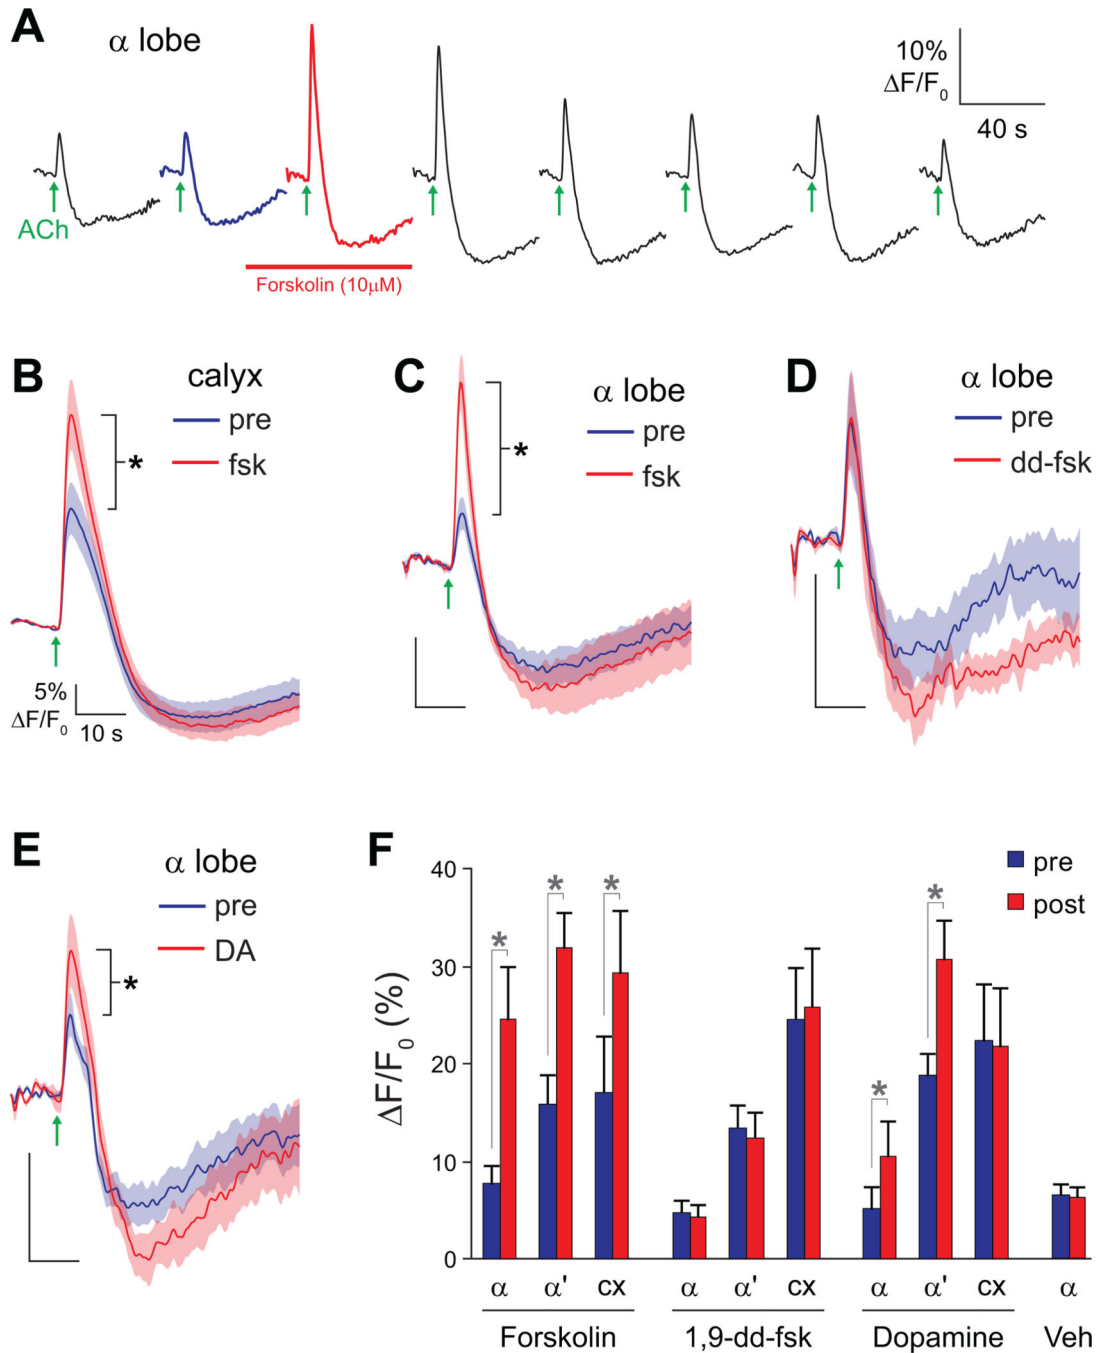 A
α lobe
10%
ΔF/F0
40 s
ACh
Forskolin (10μM)
B
calyx
pre
fsk
*
5%
ΔF/F0
10 s
C
α lobe
pre
fsk
*
D
α lobe
pre
dd-fsk
E
α lobe
pre
DA
*
F
pre
post
ΔF/F0 (%)
40
30
20
10
0
* * * * *
α α' cx α α' cx α α' cx α
Forskolin 1,9-dd-fsk Dopamine Veh